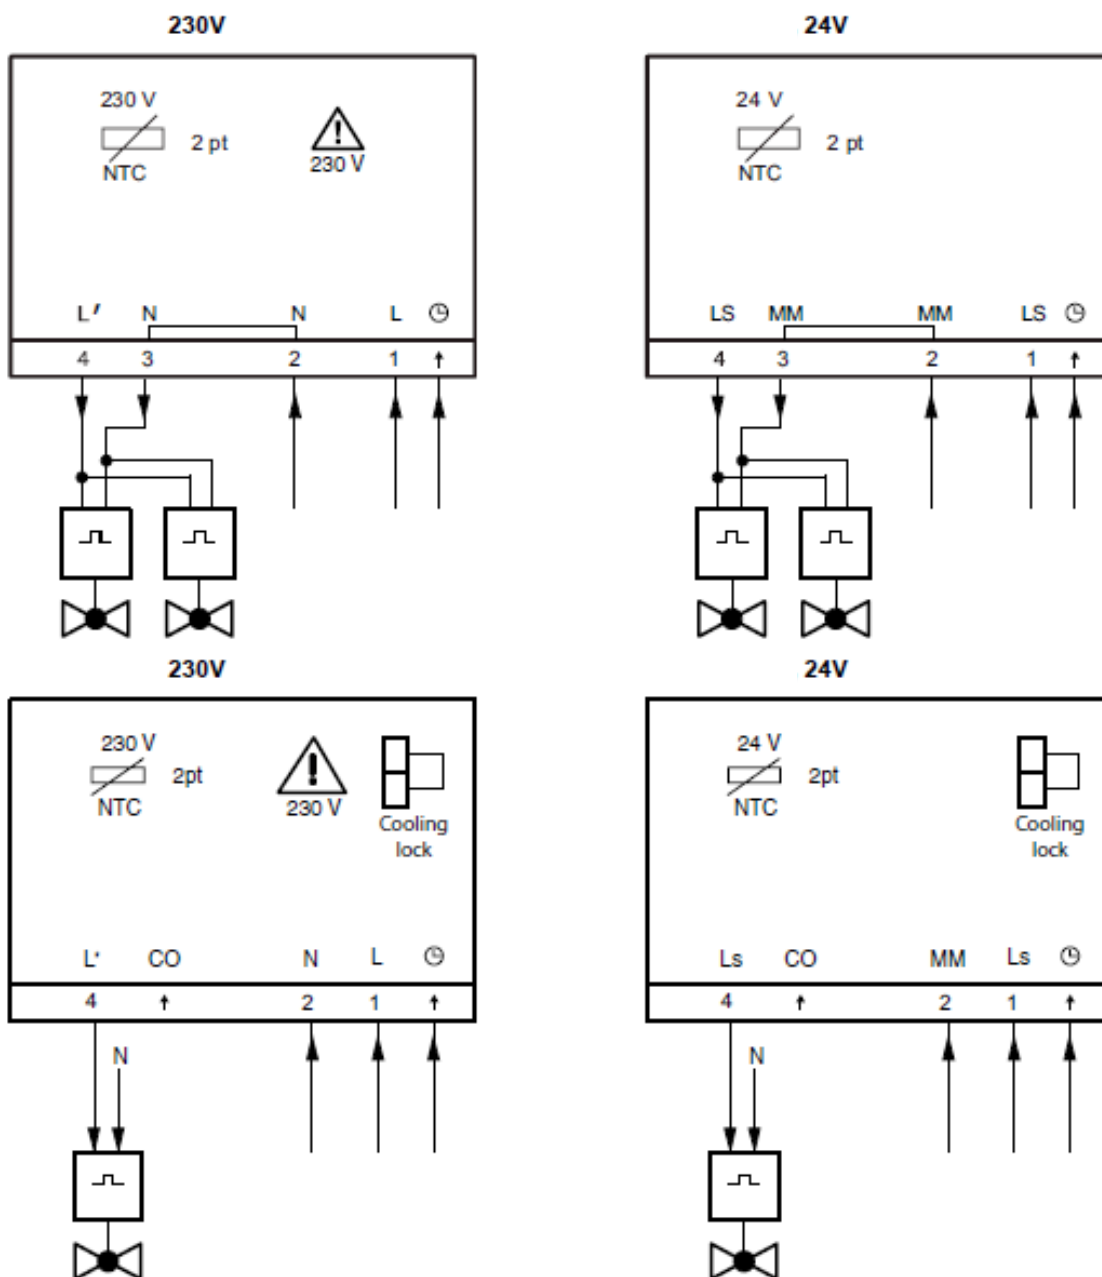 230V
230 V
2 pt
NTC
230 V
L′ N N L
4 3 2 1
24V
24 V
2 pt
NTC
LS MM MM LS
4 3 2 1
230V
230 V
2pt
NTC
230 V
Cooling
lock
L' CO N L
4 2 1
N
24V
24 V
2pt
NTC
Cooling
lock
Ls CO MM Ls
4 2 1
N